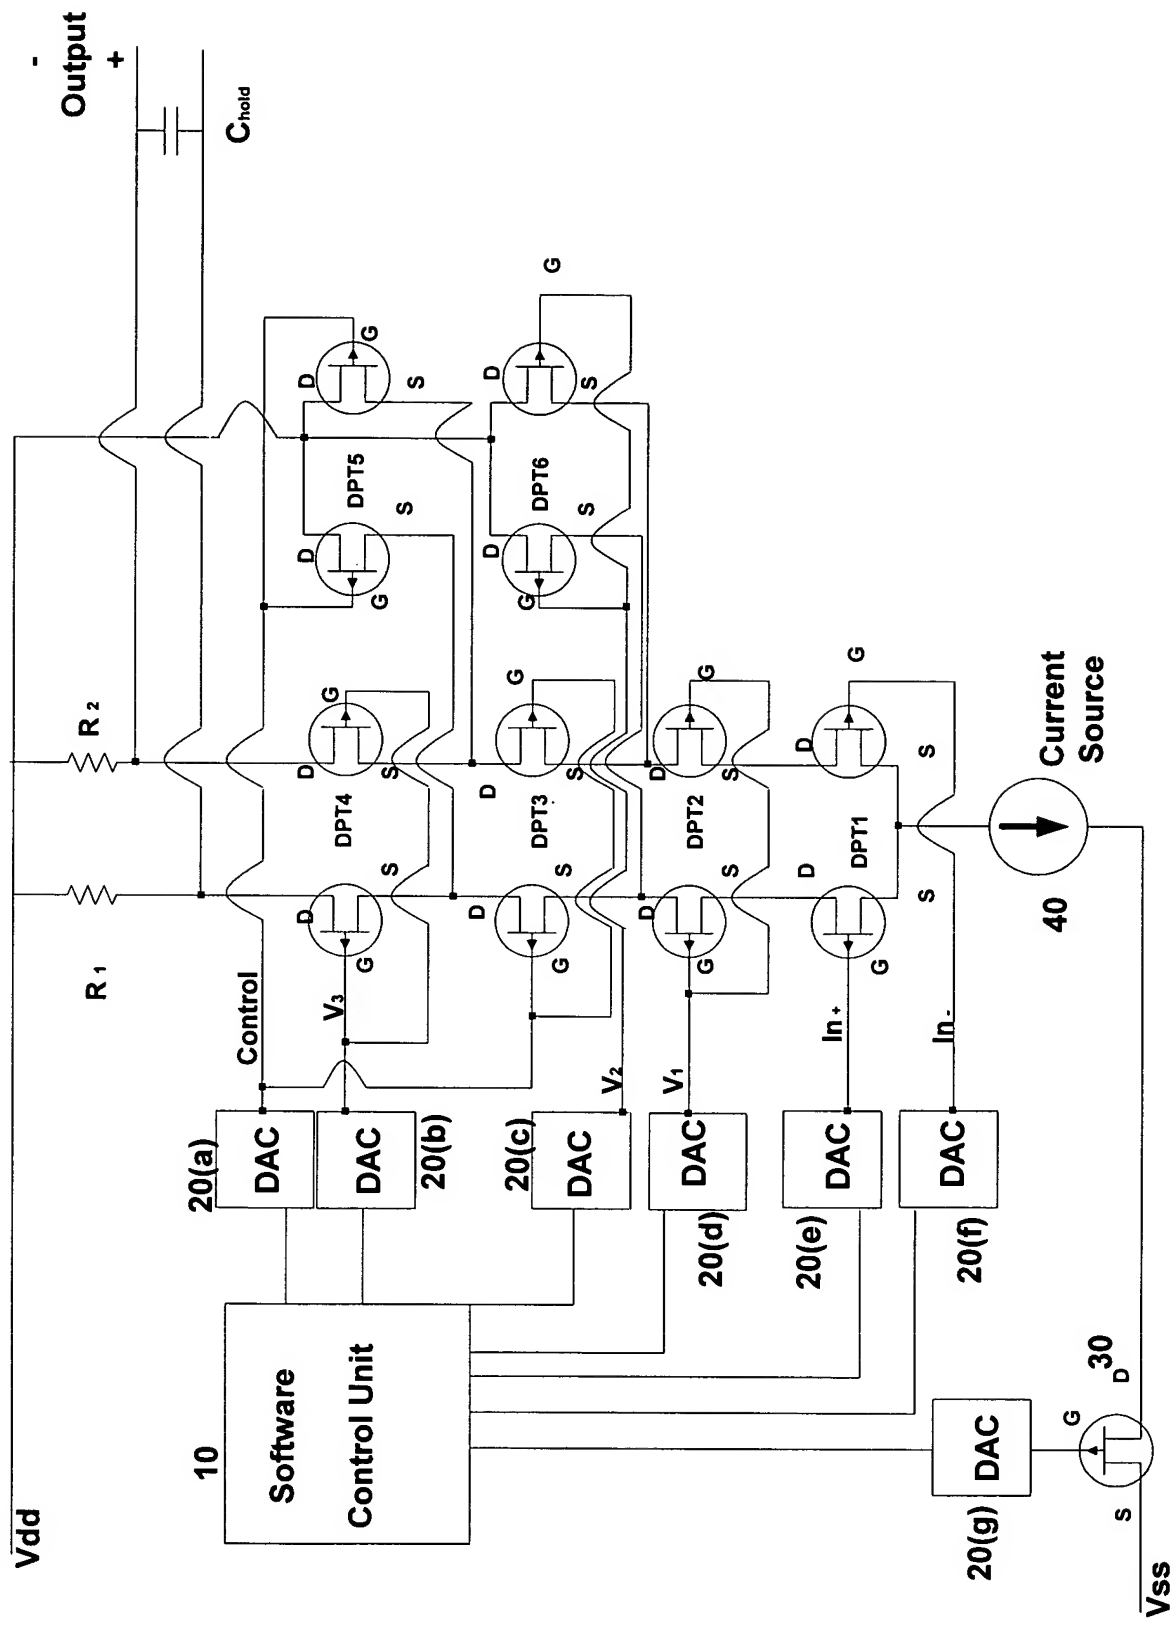 Vdd
R1
R2
-
Output
+
Chold
10
Software
Control Unit
20(a)
DAC
Control
DAC
20(b)
V3
20(c)
DAC
V2
DAC
20(d)
V1
DAC
20(e)
In+
DAC
20(f)
In-
DAC
20(g)
D
G
S
DPT4
D
G
S
D
G
S
DPT3
D
G
S
D
G
S
DPT2
D
G
S
D
G
S
DPT1
D
G
S
D
G
S
DPT5
D
G
S
D
G
S
DPT6
D
G
S
40
Current
Source
30
D
G
S
Vss